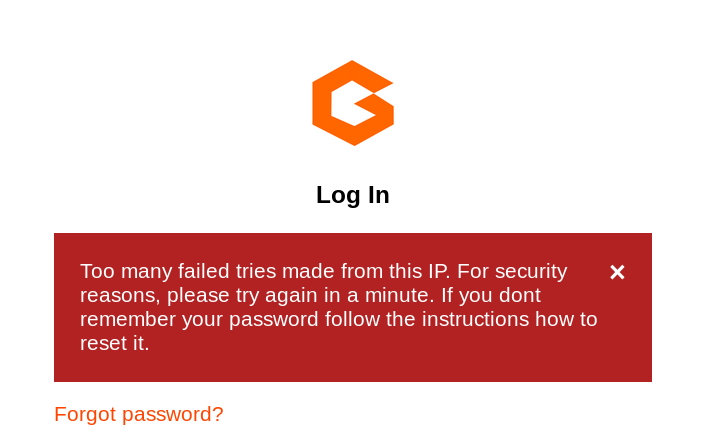 Log In
Too many failed tries made from this IP. For security
reasons, please try again in a minute. If you dont
remember your password follow the instructions how to
reset it.
×
Forgot password?